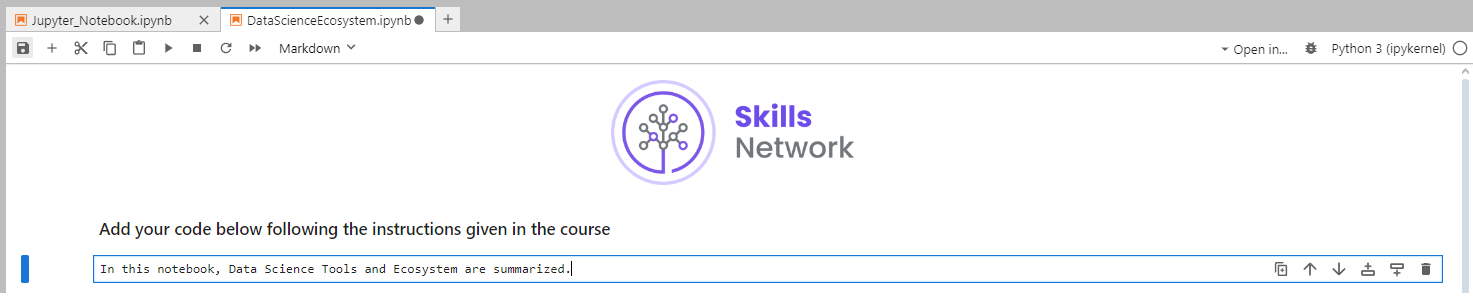 Jupyter_Notebook.ipynb DataScienceEcosystem.ipynb
Markdown Open in... Python 3 (ipykernel)
Skills
Network
Add your code below following the instructions given in the course
In this notebook, Data Science Tools and Ecosystem are summarized.